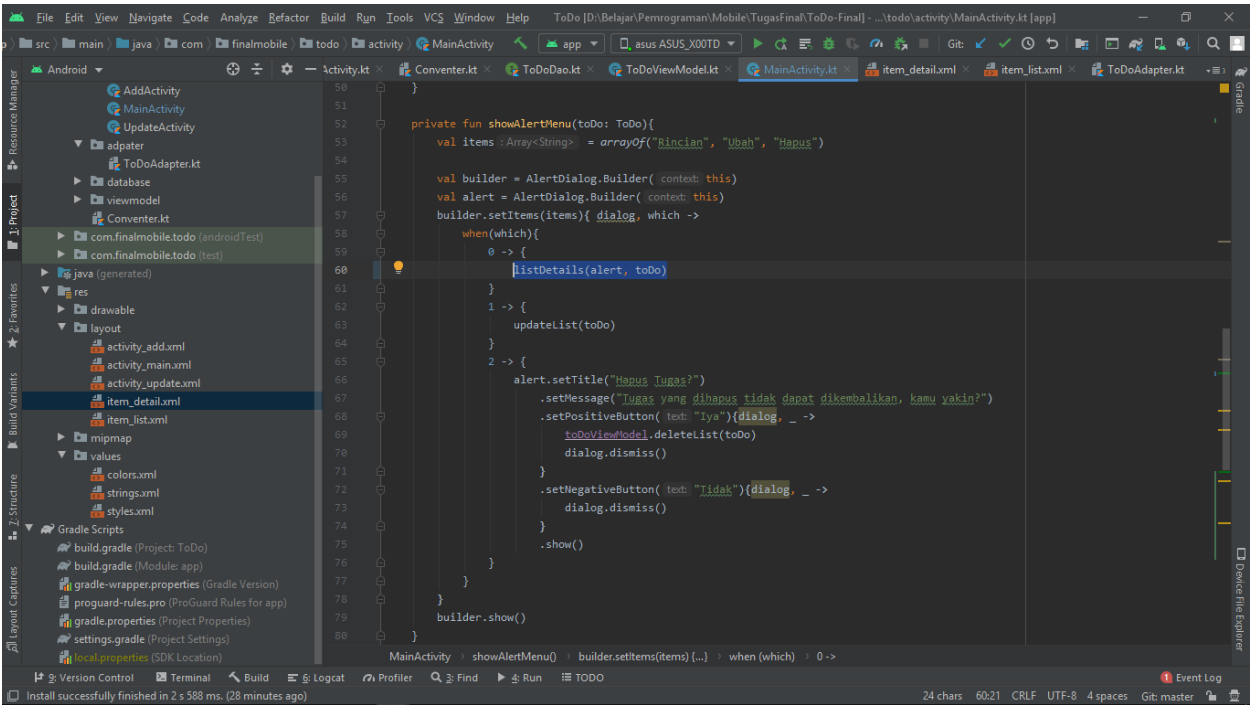 File Edit View Navigate Code Analyze Refactor Build Run Tools VCS Window Help ToDo [D:\Belajar\Pemrograman\Mobile\TugasFinal\ToDo-Final] - ...\todo\activity\MainActivity.kt [app]
src main java com finalmobile todo activity MainActivity app asus ASUS_X00TD Git:
Android ctivity.kt Conventer.kt ToDoDao.kt ToDoViewModel.kt MainActivity.kt item_detail.xml item_list.xml ToDoAdapter.kt
Resource Manager
1: Project
2: Favorites
Build Variants
Z: Structure
Layout Captures
AddActivity
MainActivity
UpdateActivity
adpater
ToDoAdapter.kt
database
viewmodel
Conventer.kt
com.finalmobile.todo (androidTest)
com.finalmobile.todo (test)
java (generated)
res
drawable
layout
activity_add.xml
activity_main.xml
activity_update.xml
item_detail.xml
item_list.xml
mipmap
values
colors.xml
strings.xml
styles.xml
Gradle Scripts
build.gradle (Project: ToDo)
build.gradle (Module: app)
gradle-wrapper.properties (Gradle Version)
proguard-rules.pro (ProGuard Rules for app)
gradle.properties (Project Properties)
settings.gradle (Project Settings)
local.properties (SDK Location)
50 }
51
52 private fun showAlertMenu(toDo: ToDo){
53 val items : Array<String> = arrayOf("Rincian", "Ubah", "Hapus")
54
55 val builder = AlertDialog.Builder( context: this)
56 val alert = AlertDialog.Builder( context: this)
57 builder.setItems(items){ dialog, which ->
58 when(which){
59 0 -> {
60 listDetails(alert, toDo)
61 }
62 1 -> {
63 updateList(toDo)
64 }
65 2 -> {
66 alert.setTitle("Hapus Tugas?")
67 .setMessage("Tugas yang dihapus tidak dapat dikembalikan, kamu yakin?")
68 .setPositiveButton( text: "Iya"){dialog, _ ->
69 toDoViewModel.deleteList(toDo)
70 dialog.dismiss()
71 }
72 .setNegativeButton( text: "Tidak"){dialog, _ ->
73 dialog.dismiss()
74 }
75 .show()
76 }
77 }
78 }
79 builder.show()
80 }
Gradle
Device File Explorer
MainActivity showAlertMenu() builder.setItems(items) {...} when (which) 0 ->
9: Version Control Terminal Build 6: Logcat Profiler 3: Find 4: Run TODO 1 Event Log
Install successfully finished in 2 s 588 ms. (28 minutes ago) 24 chars 60:21 CRLF UTF-8 4 spaces Git: master